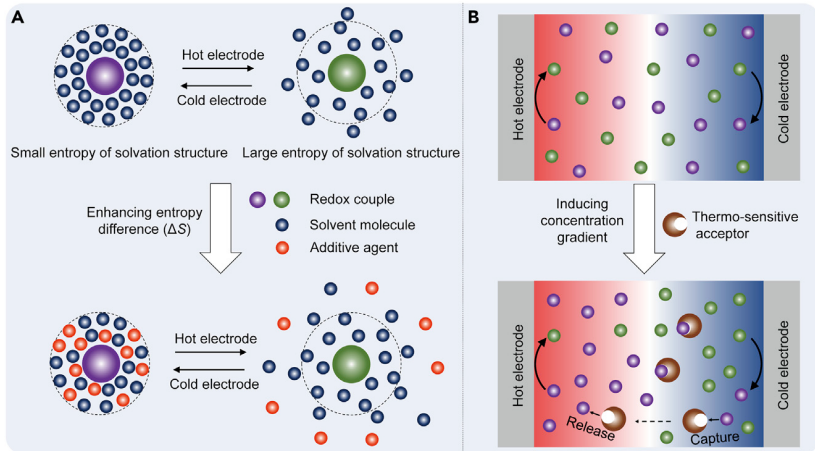 A
Hot electrode
Cold electrode
Small entropy of solvation structure
Large entropy of solvation structure
Enhancing entropy
difference (ΔS)
Redox couple
Solvent molecule
Additive agent
Hot electrode
Cold electrode
B
Hot electrode
Cold electrode
Inducing
concentration
gradient
Thermo-sensitive
acceptor
Hot electrode
Cold electrode
Release
Capture